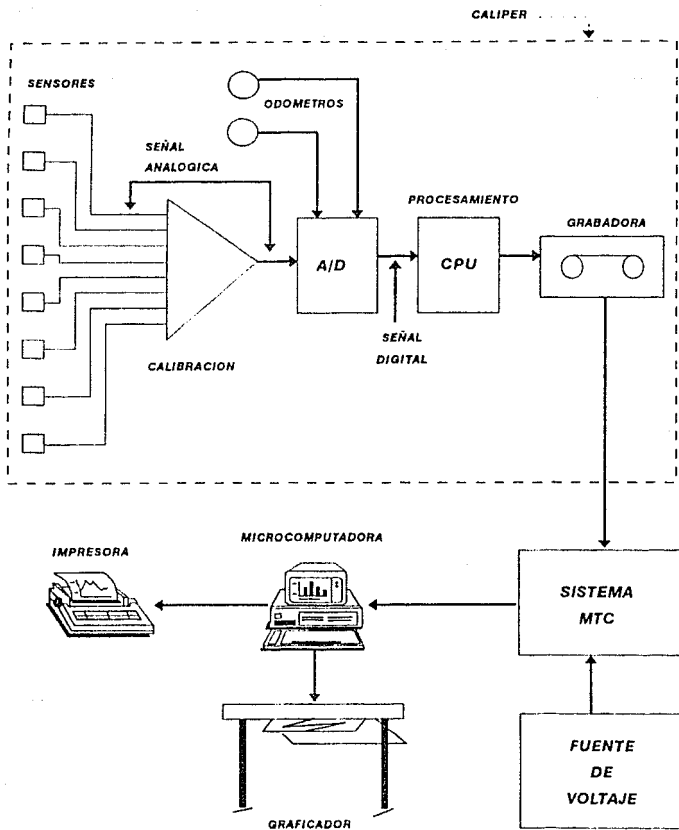 CALIPER
SENSORES
ODOMETROS
SEÑAL
ANALOGICA
PROCESAMIENTO
GRABADORA
A/D
CPU
SEÑAL
DIGITAL
CALIBRACION
IMPRESORA
MICROCOMPUTADORA
SISTEMA
MTC
FUENTE
DE
VOLTAJE
GRAFICADOR